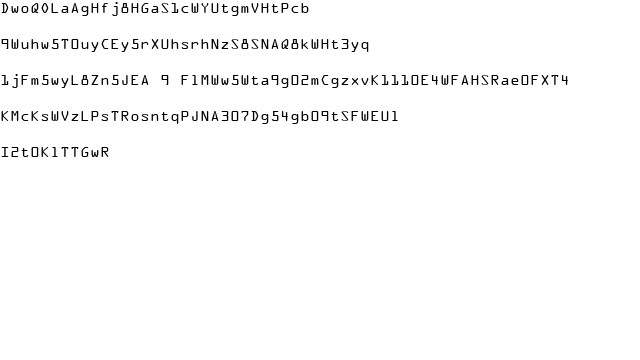 DwoQ0LaAgHfj8HGaS1cWYUtgmVHtPcb
9Wuhw5TOuyCEy5rXUhsrhNzS8SNAQ8kWHt3yq
1jFm5wyL8Zn5JEA 9 F1MWw5Wta9gO2mCgzxvK111OE4WFAHSRaeOFXT4
KMcKsWVzLPsTRosntqPJNA3O7Dg54gbO9tSFWEU1
I2tOK1TTGwR